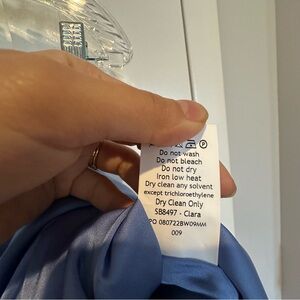 Do not wash
Do not bleach
Do not dry
Iron low heat
Dry clean any solvent
except trichloroethylene
Dry Clean Only
SB8497 - Clara
PO 080722BW09MM
009